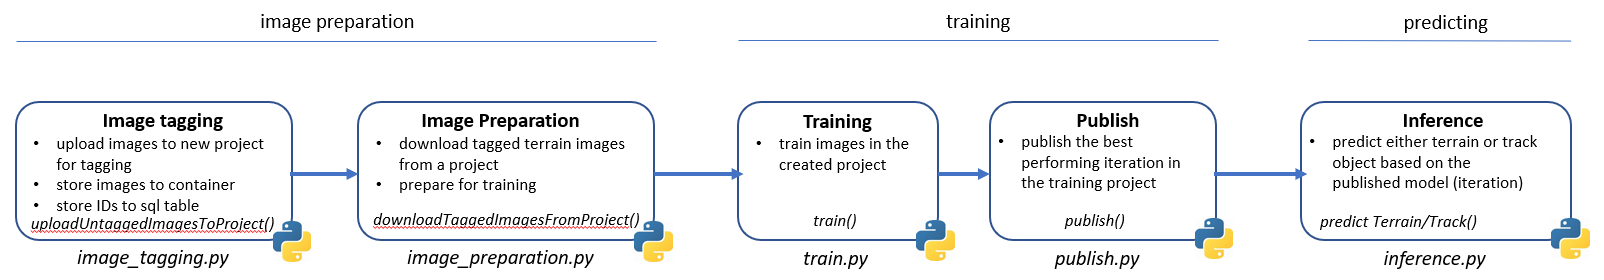 image preparation
training
predicting
Image tagging
• upload images to new project
for tagging
• store images to container
• store IDs to sql table
uploadUntaggedImagesToProject()
image_tagging.py
Image Preparation
• download tagged terrain images
from a project
• prepare for training
downloadTaggedImagesFromProject()
image_preparation.py
Training
• train images in the
created project
train()
train.py
Publish
• publish the best
performing iteration in
the training project
publish()
publish.py
Inference
• predict either terrain or track
object based on the
published model (iteration)
predict Terrain/Track()
inference.py